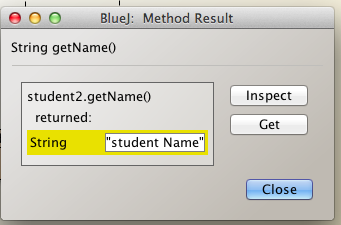 BlueJ: Method Result
String getName()
student2.getName()
returned:
String "student Name"
Inspect
Get
Close